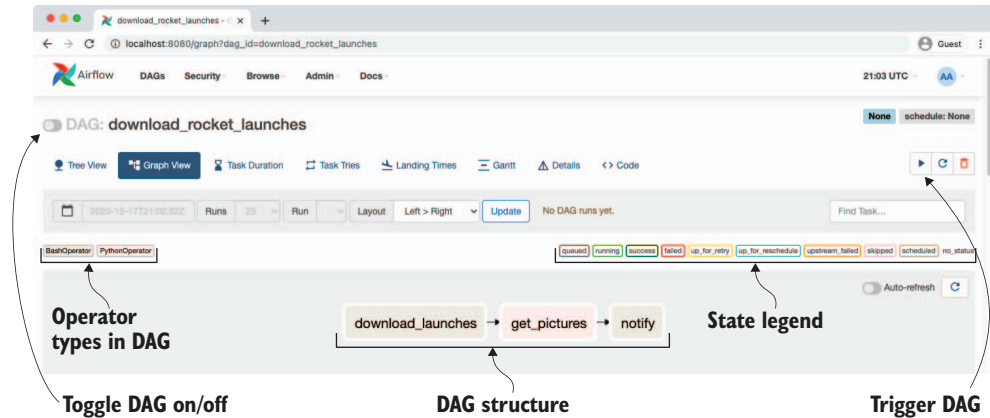 download_rocket_launches - C
localhost:8080/graph?dag_id=download_rocket_launches
Guest
Airflow DAGs Security Browse Admin Docs 21:03 UTC AA
DAG: download_rocket_launches None schedule: None
Tree View Graph View Task Duration Task Tries Landing Times Gantt Details <> Code
2020-12-17T21:02:52Z Runs 25 Run Layout Left > Right Update No DAG runs yet. Find Task...
BashOperator PythonOperator queued running success failed up_for_retry up_for_reschedule upstream_failed skipped scheduled no_status
Auto-refresh
download_launches get_pictures notify
Operator
types in DAG
State legend
Toggle DAG on/off DAG structure Trigger DAG